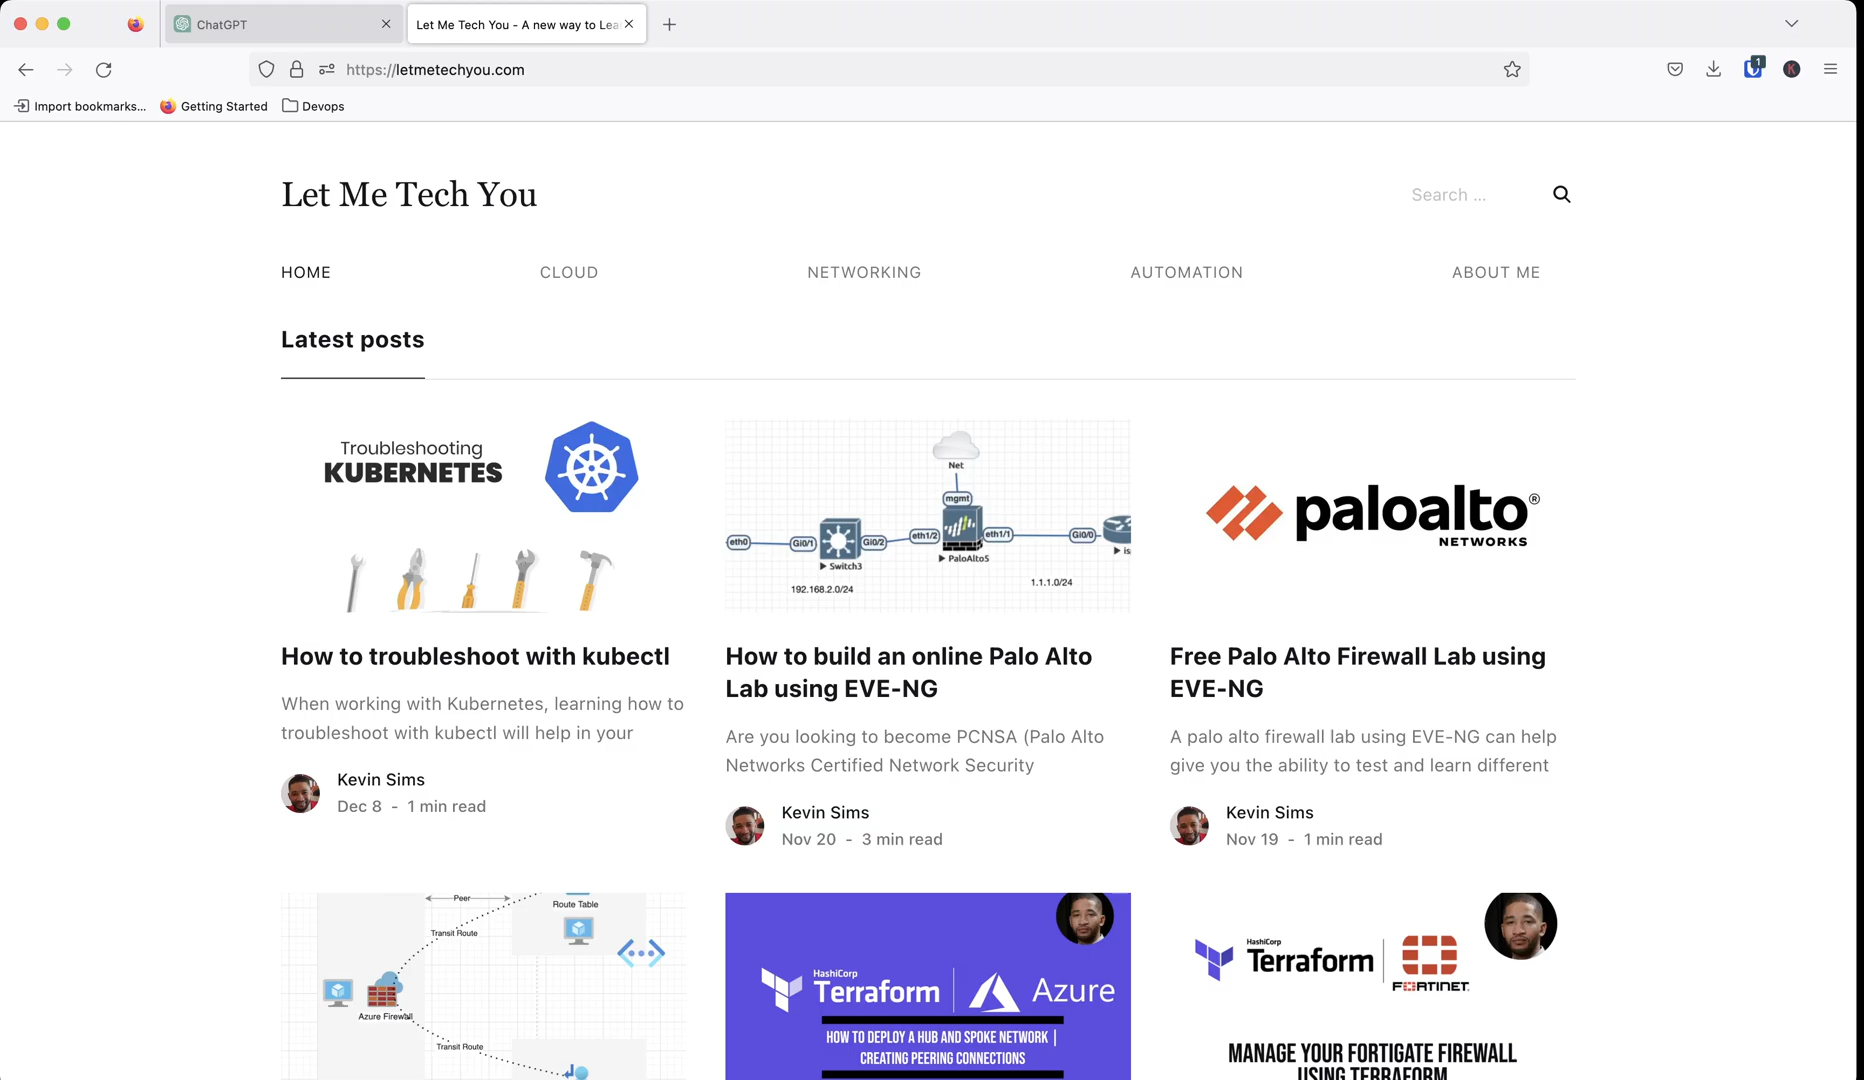 ChatGPT
Let Me Tech You - A new way to Lea
https://letmetechyou.com
1
K
Import bookmarks...
Getting Started
Devops
Let Me Tech You
Search ...
HOME
CLOUD
NETWORKING
AUTOMATION
ABOUT ME
Latest posts
Troubleshooting
KUBERNETES
How to troubleshoot with kubectl
When working with Kubernetes, learning how to
troubleshoot with kubectl will help in your
Kevin Sims
Dec 8 - 1 min read
Net
mgmt
eth0
Gi0/1
Gi0/2
eth1/2
eth1/1
Gi0/0
Switch3
PaloAlto5
is
192.168.2.0/24
1.1.1.0/24
How to build an online Palo Alto
Lab using EVE-NG
Are you looking to become PCNSA (Palo Alto
Networks Certified Network Security
Kevin Sims
Nov 20 - 3 min read
paloalto®
NETWORKS
Free Palo Alto Firewall Lab using
EVE-NG
A palo alto firewall lab using EVE-NG can help
give you the ability to test and learn different
Kevin Sims
Nov 19 - 1 min read
Peer
Route Table
Transit Route
Azure Firewall
Transit Route
HashiCorp
Terraform
Azure
HOW TO DEPLOY A HUB AND SPOKE NETWORK |
CREATING PEERING CONNECTIONS
HashiCorp
Terraform
FORTINET
MANAGE YOUR FORTIGATE FIREWALL
USING TERRAFORM